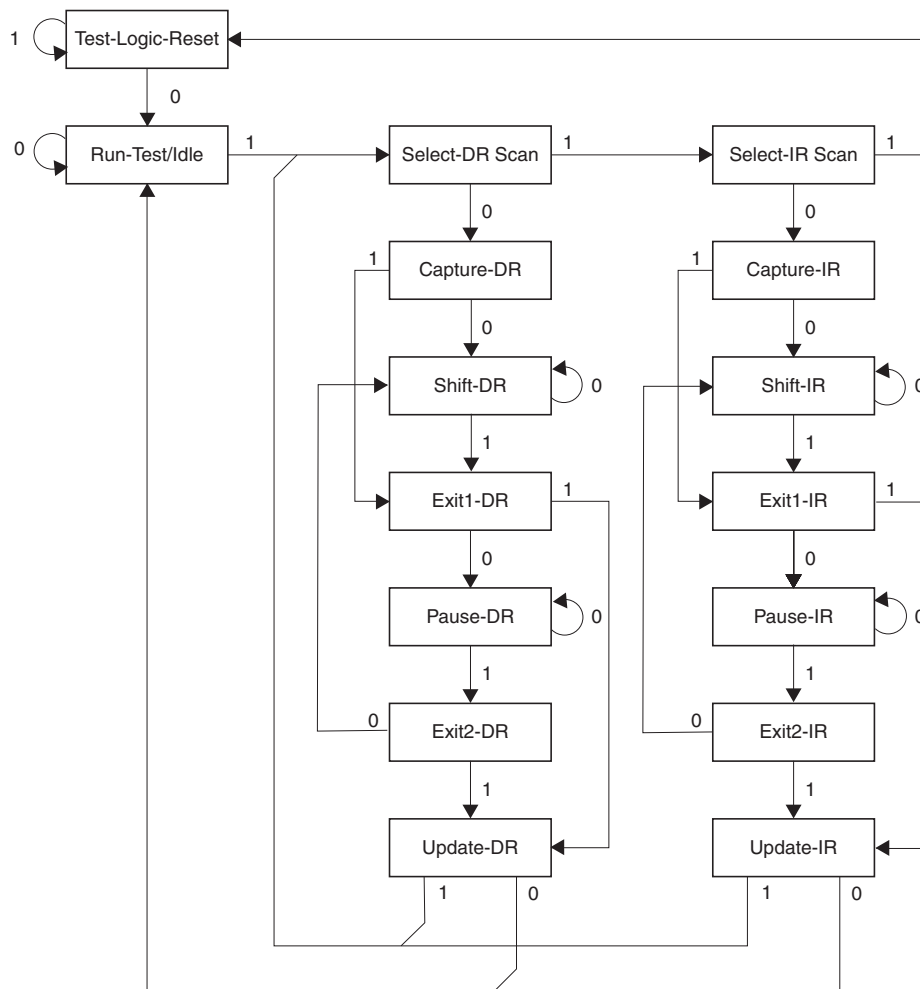 1 Test-Logic-Reset
0
0 Run-Test/Idle 1 Select-DR Scan 1 Select-IR Scan 1
0 0
1 Capture-DR 1 Capture-IR
0 0
Shift-DR 0 Shift-IR 0
1 1
Exit1-DR 1 Exit1-IR 1
0 0
Pause-DR 0 Pause-IR 0
1 1
0 Exit2-DR 0 Exit2-IR
1 1
Update-DR Update-IR
1 0 1 0